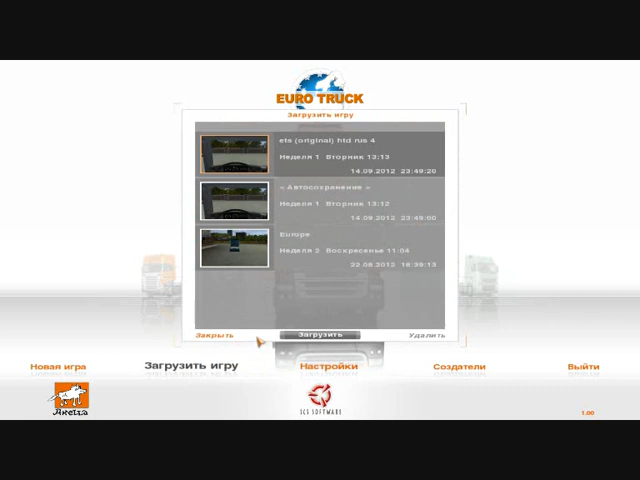 EURO TRUCK
Загрузить игру
ets (original) htd rus 4
Неделя 1 Вторник 13:13
14.09.2012 23:49:20
< Автосохранение >
Неделя 1 Вторник 13:12
14.09.2012 23:49:00
Europe
Неделя 2 Воскресенье 11:04
22.08.2012 18:39:13
Закрыть
Загрузить
Удалить
Новая игра
Загрузить игру
Настройки
Создатели
Выйти
Akella
SCS SOFTWARE
1.00